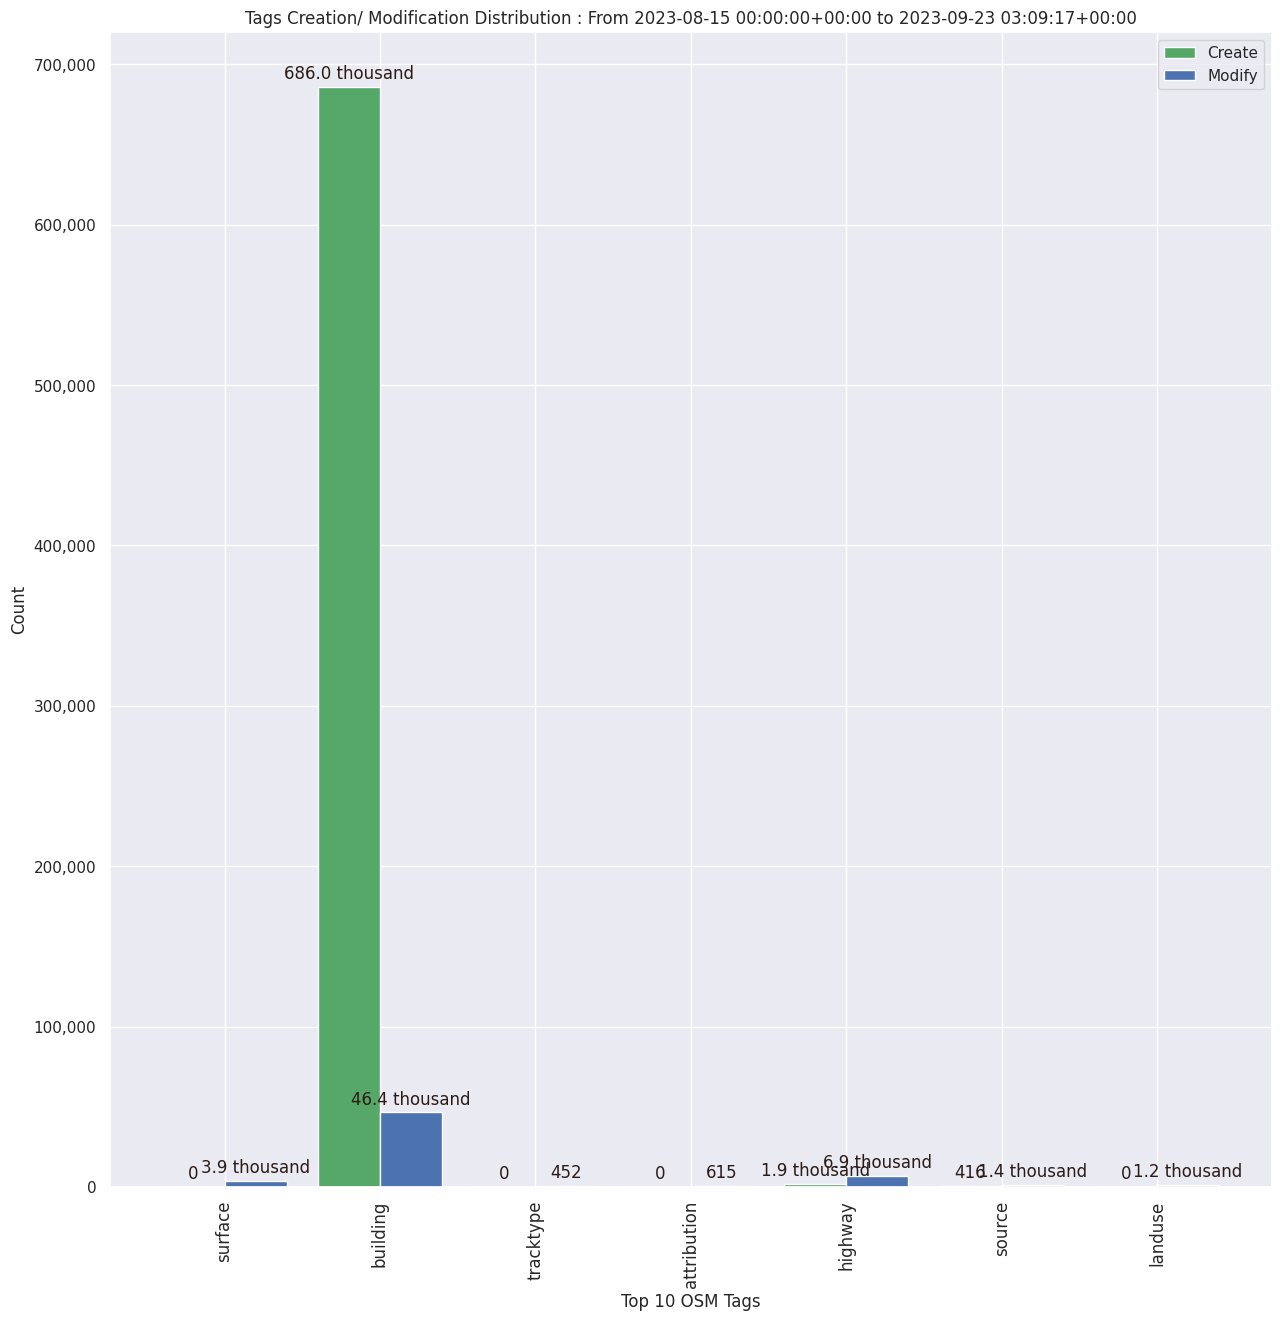 Tags Creation/ Modification Distribution : From 2023-08-15 00:00:00+00:00 to 2023-09-23 03:09:17+00:00
Create
Modify
700,000
600,000
500,000
400,000
300,000
200,000
100,000
0
Count
686.0 thousand
46.4 thousand
0
3.9 thousand
0
452
0
615
1.9 thousand
6.9 thousand
416
1.4 thousand
0
1.2 thousand
surface
building
tracktype
attribution
highway
source
landuse
Top 10 OSM Tags